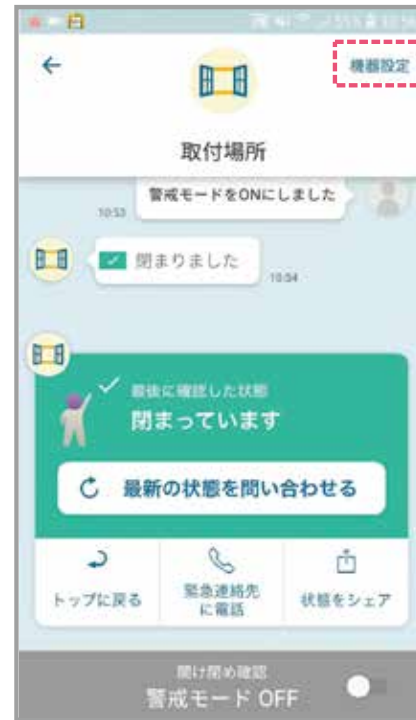 機器設定
取付場所
警戒モードをONにしました
10:53
閉まりました
10:54
最後に確認した状態
閉まっています
最新の状態を問い合わせる
トップに戻る
緊急連絡先
に電話
状態をシェア
開け閉め確認
警戒モード OFF